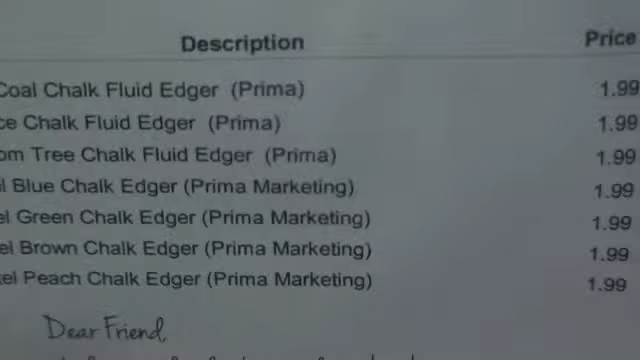 Description Price
Coal Chalk Fluid Edger (Prima) 1.99
ce Chalk Fluid Edger (Prima) 1.99
om Tree Chalk Fluid Edger (Prima) 1.99
l Blue Chalk Edger (Prima Marketing) 1.99
el Green Chalk Edger (Prima Marketing) 1.99
el Brown Chalk Edger (Prima Marketing) 1.99
tel Peach Chalk Edger (Prima Marketing) 1.99
Dear Friend,